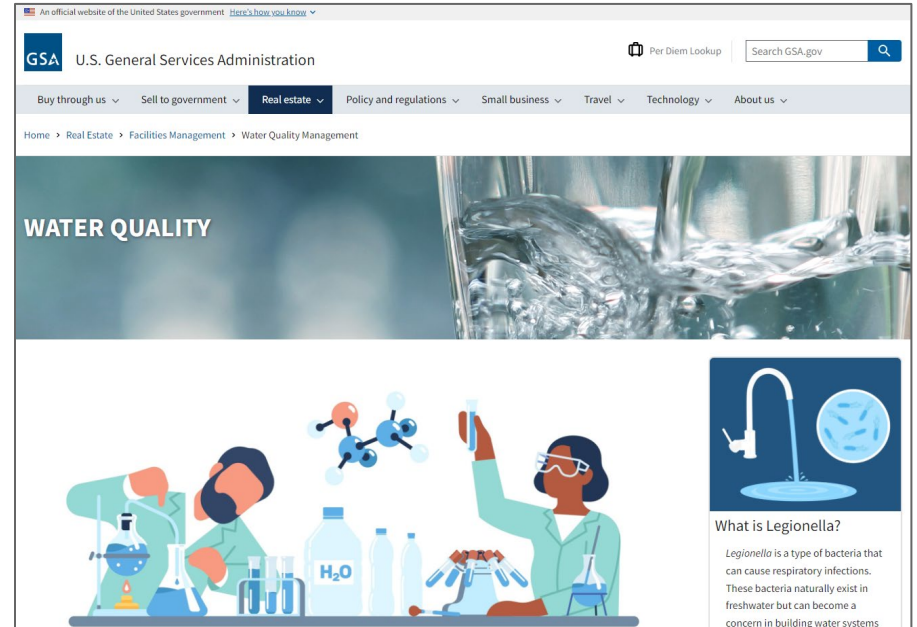 An official website of the United States government Here's how you know
GSA
U.S. General Services Administration
Per Diem Lookup
Search GSA.gov
Buy through us Sell to government Real estate Policy and regulations Small business Travel Technology About us
Home > Real Estate > Facilities Management > Water Quality Management
WATER QUALITY
H₂O
What is Legionella?
Legionella is a type of bacteria that
can cause respiratory infections.
These bacteria naturally exist in
freshwater but can become a
concern in building water systems